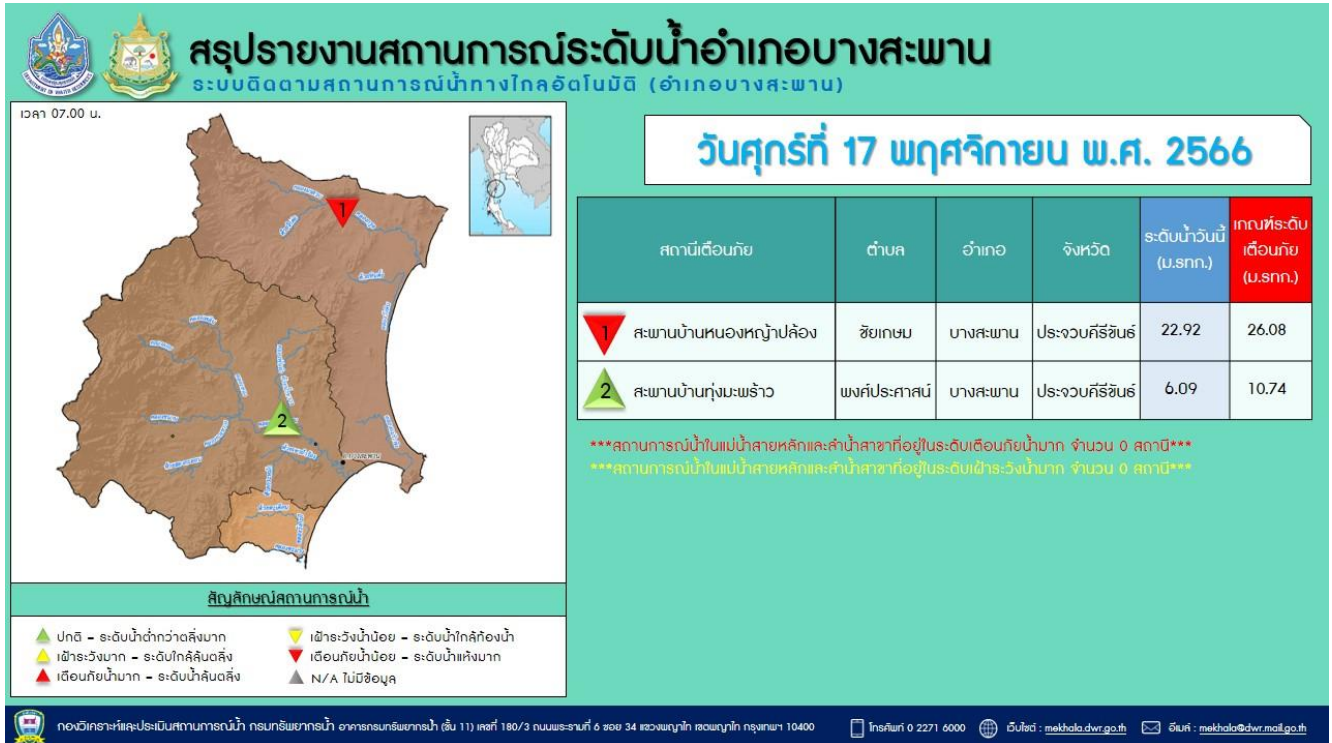 สรุปรายงานสถานการณ์ระดับน้ำอำเภอบางสะพาน
ระบบติดตามสถานการณ์น้ำทางไกลอัตโนมัติ (อำเภอบางสะพาน)
เวลา 07.00 น.
1
2
วันศุกร์ที่ 17 พฤศจิกายน พ.ศ. 2566
สถานีเตือนภัย ตำบล อำเภอ จังหวัด ระดับน้ำวันนี้ (ม.รทก.) เกณฑ์ระดับเตือนภัย (ม.รทก.)
1 สะพานบ้านหนองหญ้าปล้อง ชัยเกษม บางสะพาน ประจวบคีรีขันธ์ 22.92 26.08
2 สะพานบ้านทุ่งมะพร้าว พงศ์ประศาสน์ บางสะพาน ประจวบคีรีขันธ์ 6.09 10.74
***สถานการณ์น้ำในแม่น้ำสายหลักและลำน้ำสาขาที่อยู่ในระดับเตือนภัยน้ำมาก จำนวน 0 สถานี***
***สถานการณ์น้ำในแม่น้ำสายหลักและลำน้ำสาขาที่อยู่ในระดับเฝ้าระวังน้ำมาก จำนวน 0 สถานี***
สัญลักษณ์สถานการณ์น้ำ
ปกติ - ระดับน้ำต่ำกว่าตลิ่งมาก
เฝ้าระวังมาก - ระดับใกล้ล้นตลิ่ง
เตือนภัยน้ำมาก - ระดับน้ำล้นตลิ่ง
เฝ้าระวังน้ำน้อย - ระดับน้ำใกล้ท้องน้ำ
เตือนภัยน้ำน้อย - ระดับน้ำแห้งมาก
N/A ไม่มีข้อมูล
กองวิเคราะห์และประเมินสถานการณ์น้ำ กรมทรัพยากรน้ำ อาคารกรมทรัพยากรน้ำ (ชั้น 11) เลขที่ 180/3 ถนนพระรามที่ 6 ซอย 34 แขวงพญาไท เขตพญาไท กรุงเทพฯ 10400 โทรศัพท์ 0 2271 6000 เว็บไซต์ : mekhala.dwr.go.th อีเมล์ : mekhala@dwr.mail.go.th